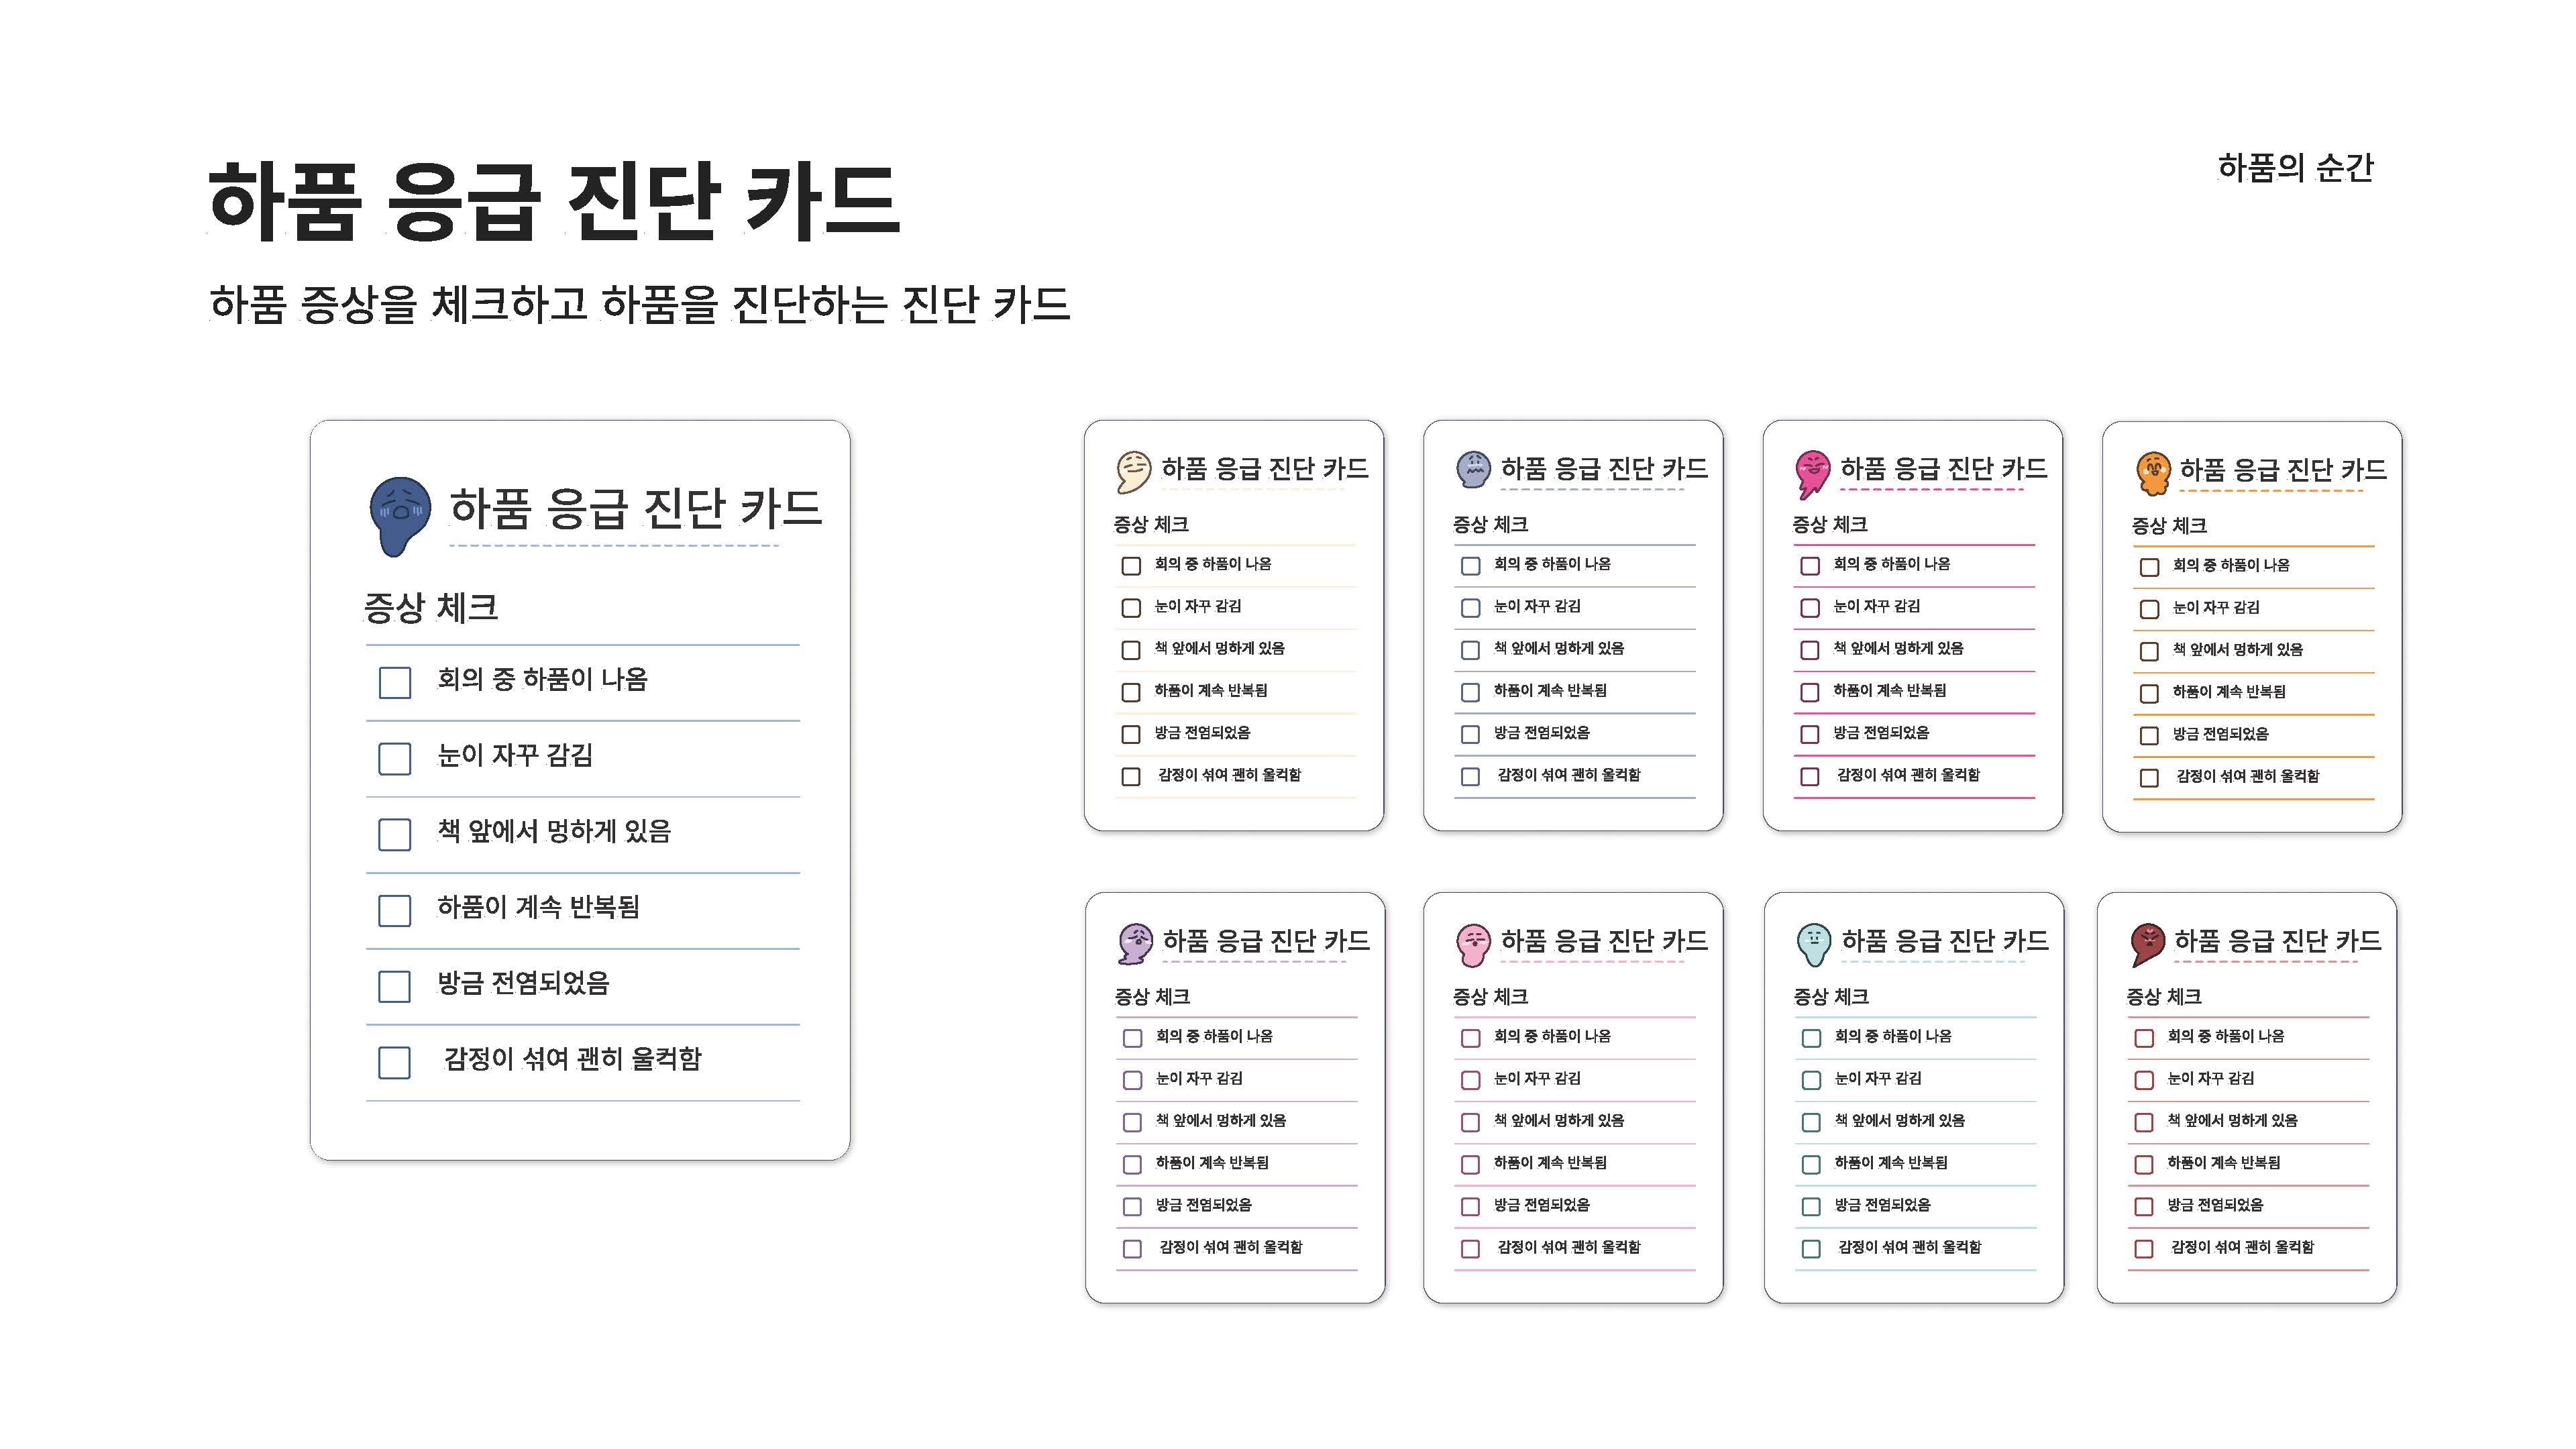 하품 응급 진단 카드
하품의 순간
하품 증상을 체크하고 하품을 진단하는 진단 카드
하품 응급 진단 카드
증상 체크
회의 중 하품이 나옴
눈이 자꾸 감김
책 앞에서 멍하게 있음
하품이 계속 반복됨
방금 전염되었음
감정이 섞여 괜히 울컥함
하품 응급 진단 카드
증상 체크
회의 중 하품이 나옴
눈이 자꾸 감김
책 앞에서 멍하게 있음
하품이 계속 반복됨
방금 전염되었음
감정이 섞여 괜히 울컥함
하품 응급 진단 카드
증상 체크
회의 중 하품이 나옴
눈이 자꾸 감김
책 앞에서 멍하게 있음
하품이 계속 반복됨
방금 전염되었음
감정이 섞여 괜히 울컥함
하품 응급 진단 카드
증상 체크
회의 중 하품이 나옴
눈이 자꾸 감김
책 앞에서 멍하게 있음
하품이 계속 반복됨
방금 전염되었음
감정이 섞여 괜히 울컥함
하품 응급 진단 카드
증상 체크
회의 중 하품이 나옴
눈이 자꾸 감김
책 앞에서 멍하게 있음
하품이 계속 반복됨
방금 전염되었음
감정이 섞여 괜히 울컥함
하품 응급 진단 카드
증상 체크
회의 중 하품이 나옴
눈이 자꾸 감김
책 앞에서 멍하게 있음
하품이 계속 반복됨
방금 전염되었음
감정이 섞여 괜히 울컥함
하품 응급 진단 카드
증상 체크
회의 중 하품이 나옴
눈이 자꾸 감김
책 앞에서 멍하게 있음
하품이 계속 반복됨
방금 전염되었음
감정이 섞여 괜히 울컥함
하품 응급 진단 카드
증상 체크
회의 중 하품이 나옴
눈이 자꾸 감김
책 앞에서 멍하게 있음
하품이 계속 반복됨
방금 전염되었음
감정이 섞여 괜히 울컥함
하품 응급 진단 카드
증상 체크
회의 중 하품이 나옴
눈이 자꾸 감김
책 앞에서 멍하게 있음
하품이 계속 반복됨
방금 전염되었음
감정이 섞여 괜히 울컥함